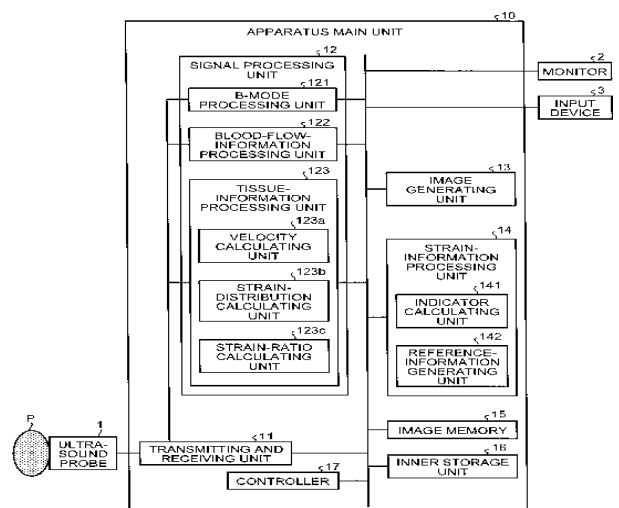 10
APPARATUS MAIN UNIT
12
SIGNAL PROCESSING
UNIT
121
B-MODE
PROCESSING UNIT
122
BLOOD-FLOW-
INFORMATION
PROCESSING UNIT
123
TISSUE-
INFORMATION
PROCESSING UNIT
123a
VELOCITY
CALCULATING
UNIT
123b
STRAIN-
DISTRIBUTION
CALCULATING
UNIT
123c
STRAIN-RATIO
CALCULATING
UNIT
2
MONITOR
3
INPUT
DEVICE
13
IMAGE
GENERATING
UNIT
14
STRAIN-
INFORMATION
PROCESSING
UNIT
141
INDICATOR
CALCULATING
UNIT
142
REFERENCE-
INFORMATION
GENERATING
UNIT
15
IMAGE MEMORY
16
INNER STORAGE
UNIT
P
1
ULTRA-
SOUND
PROBE
11
TRANSMITTING AND
RECEIVING UNIT
17
CONTROLLER